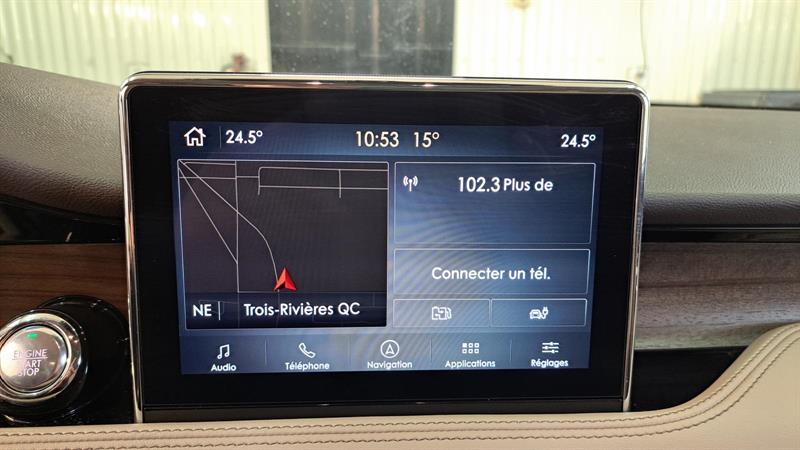 24.5° 10:53 15° 24.5°
102.3 Plus de
Connecter un tél.
NE Trois-Rivières QC
Audio Téléphone Navigation Applications Réglages
ENGINE
START
STOP